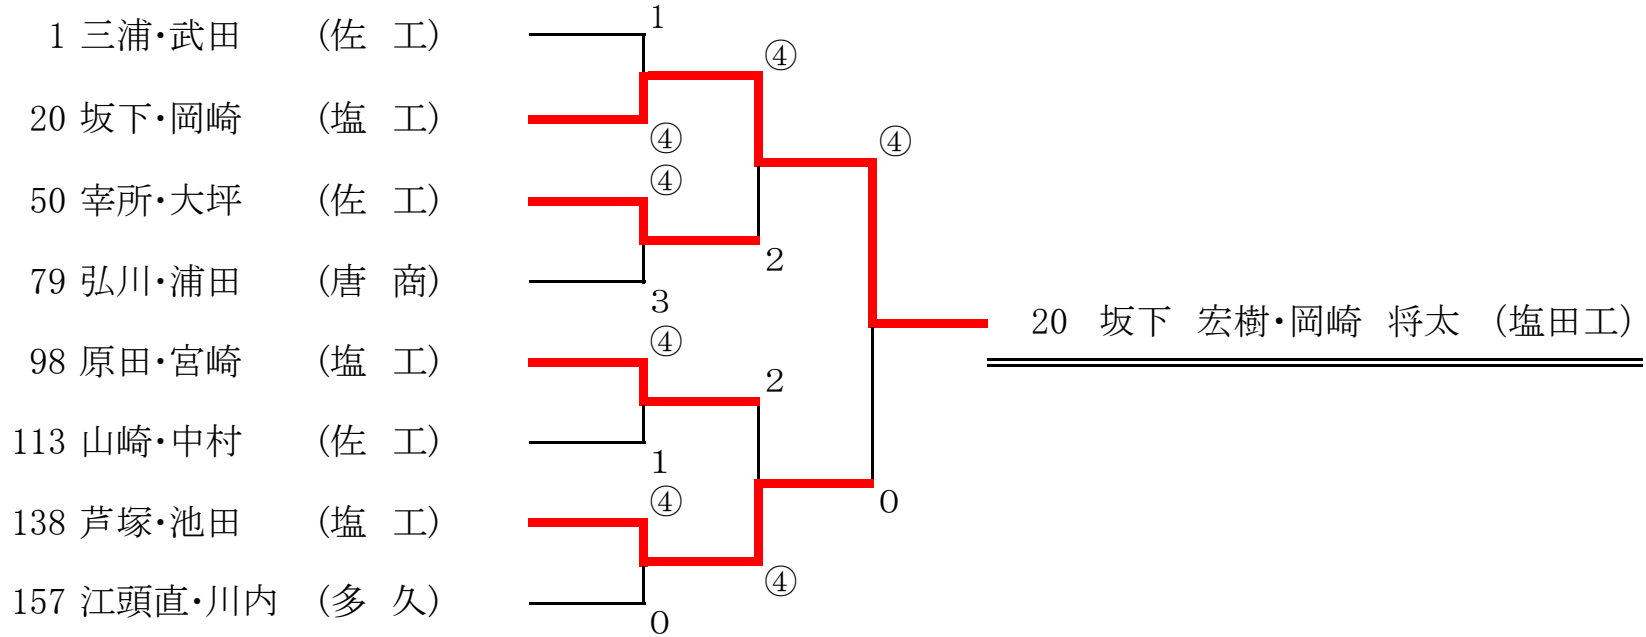 1 三浦・武田 (佐 工) 1
④
20 坂下・岡崎 (塩 工) ④
④
50 宰所・大坪 (佐 工) ④
2
79 弘川・浦田 (唐 商) 3
20 坂下 宏樹・岡崎 将太 (塩田工)
98 原田・宮崎 (塩 工) ④
2
113 山崎・中村 (佐 工) 1
0
138 芦塚・池田 (塩 工) ④
④
157 江頭直・川内 (多 久) 0